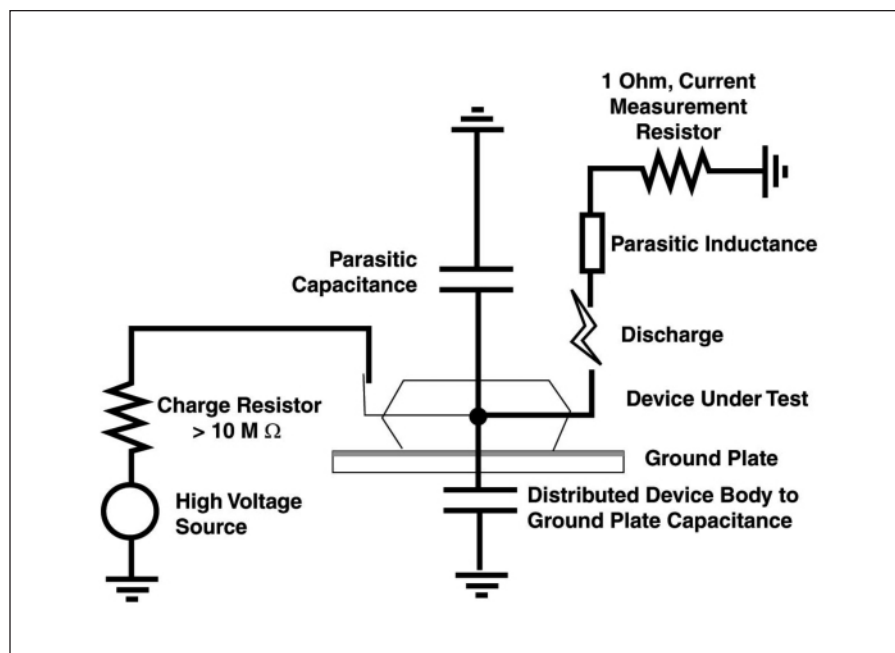 1 Ohm, Current
Measurement
Resistor
Parasitic Inductance
Parasitic
Capacitance
Discharge
Charge Resistor
> 10 M Ω
Device Under Test
Ground Plate
High Voltage
Source
Distributed Device Body to
Ground Plate Capacitance